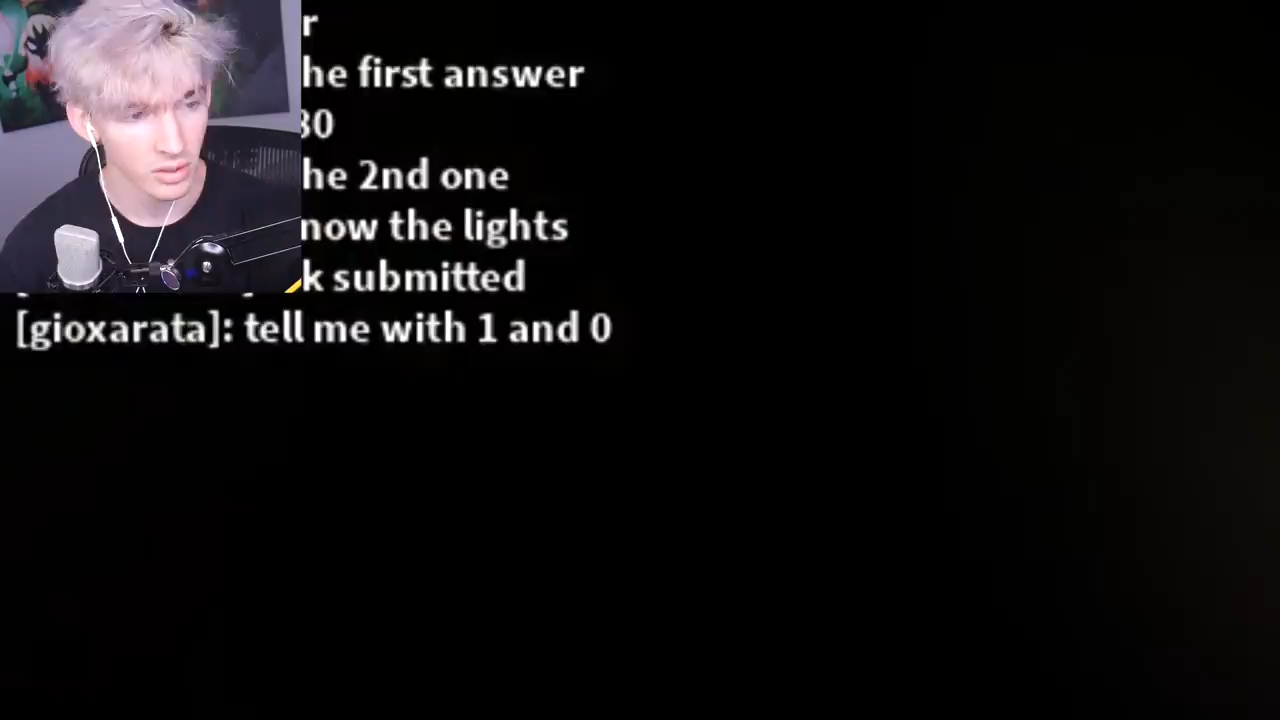 r
he first answer
30
he 2nd one
now the lights
k submitted
[gioxarata]: tell me with 1 and 0